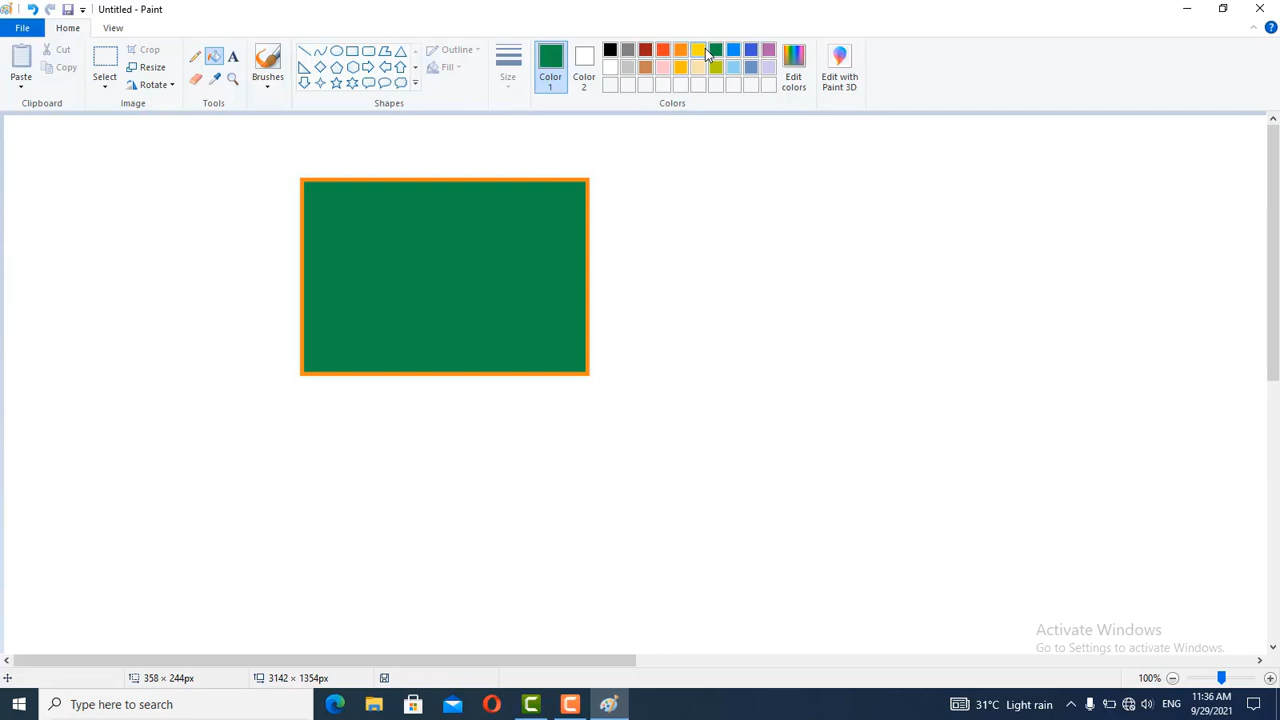 Untitled - Paint
File Home View
Paste
Cut
Copy
Clipboard
Select
Crop
Resize
Rotate
Image
Tools
Brushes
Shapes
Outline
Fill
Size
Color 1
Color 2
Colors
Edit colors
Edit with Paint 3D
Activate Windows
Go to Settings to activate Windows.
358 × 244px
3142 × 1354px
100%
Type here to search
31°C Light rain
ENG
11:36 AM
9/29/2021